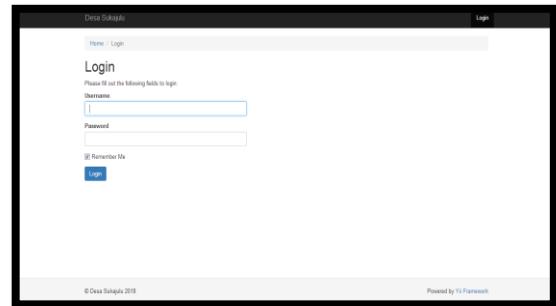 Desa Sukajulu Login
Home / Login
Login
Please fill out the following fields to login:
Username
Password
Remember Me
Login
© Desa Sukajulu 2018 Powered by Yii Framework